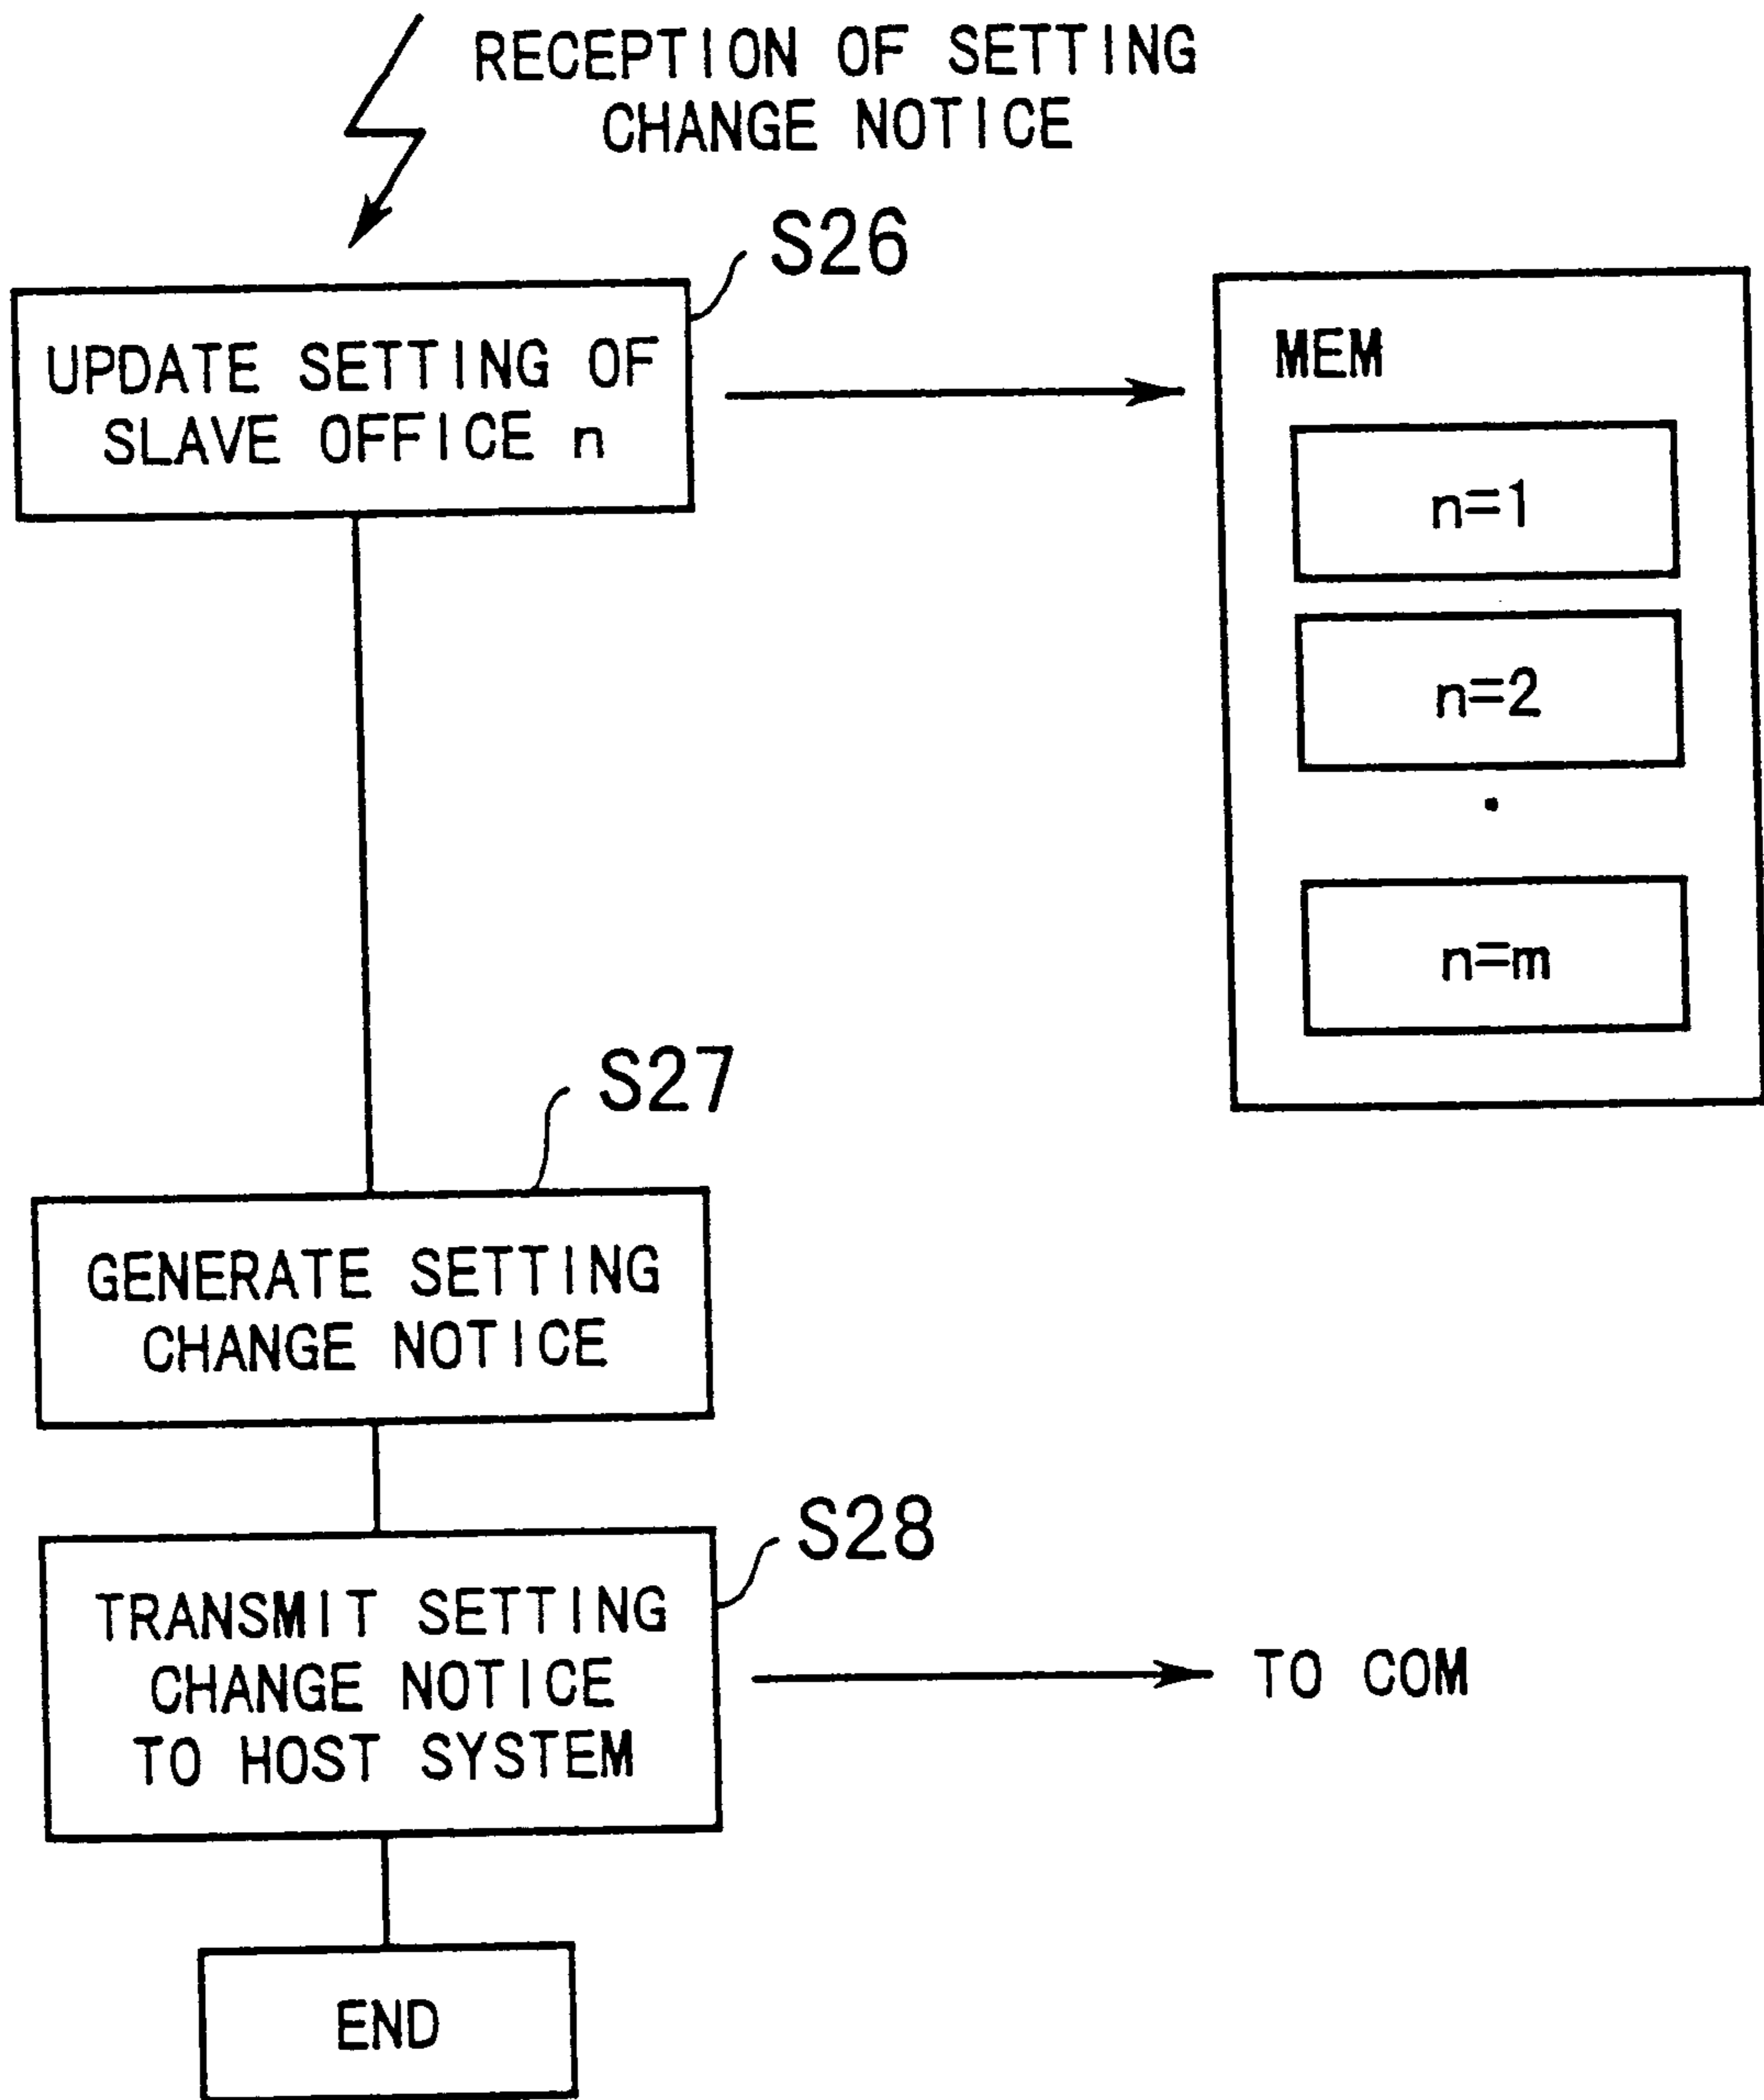 RECEPTION OF SETTING
CHANGE NOTICE
S26
UPDATE SETTING OF
SLAVE OFFICE n
MEM
n=1
n=2
n=m
S27
GENERATE SETTING
CHANGE NOTICE
S28
TRANSMIT SETTING
CHANGE NOTICE
TO HOST SYSTEM
TO COM
END